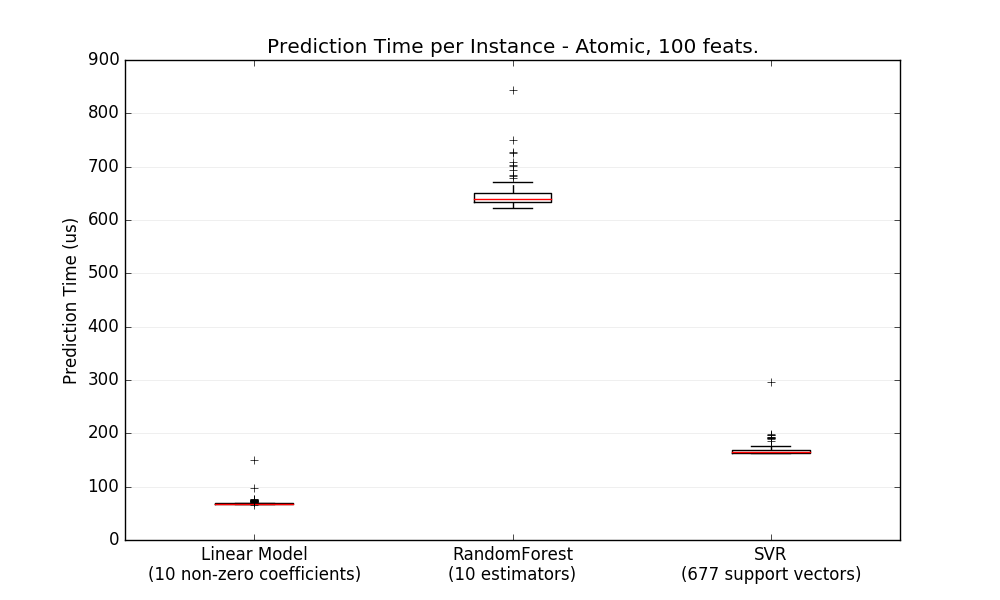 Prediction Time per Instance - Atomic, 100 feats.
900
800
700
600
500
400
300
200
100
0
Prediction Time (us)
Linear Model
(10 non-zero coefficients)
RandomForest
(10 estimators)
SVR
(677 support vectors)